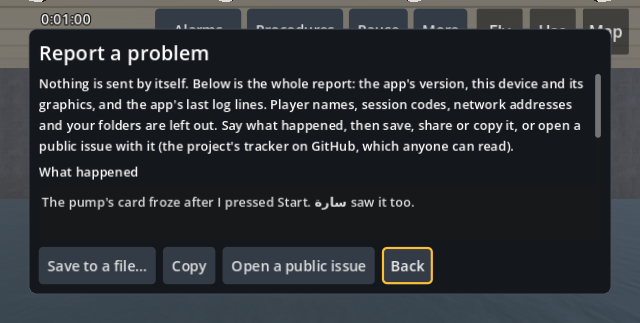 0:01:00
Alarms Procedures Pause More Fly Use Map
Report a problem
Nothing is sent by itself. Below is the whole report: the app's version, this device and its
graphics, and the app's last log lines. Player names, session codes, network addresses
and your folders are left out. Say what happened, then save, share or copy it, or open a
public issue with it (the project's tracker on GitHub, which anyone can read).
What happened
The pump's card froze after I pressed Start. سارة saw it too.
Save to a file... Copy Open a public issue Back